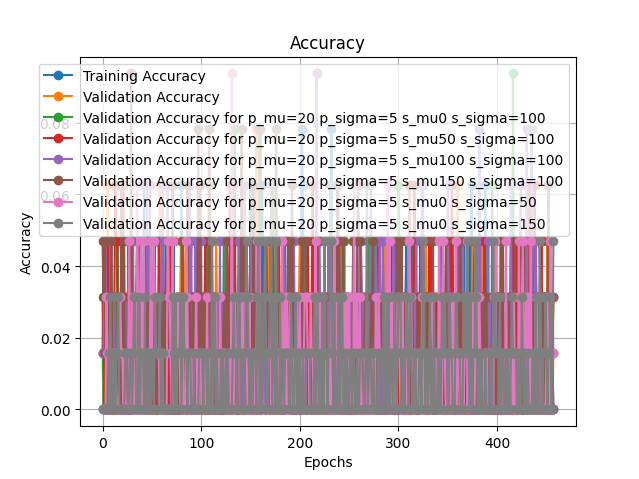 Accuracy
Training Accuracy
Validation Accuracy
Validation Accuracy for p_mu=20 p_sigma=5 s_mu0 s_sigma=100
Validation Accuracy for p_mu=20 p_sigma=5 s_mu50 s_sigma=100
Validation Accuracy for p_mu=20 p_sigma=5 s_mu100 s_sigma=100
Validation Accuracy for p_mu=20 p_sigma=5 s_mu150 s_sigma=100
Validation Accuracy for p_mu=20 p_sigma=5 s_mu0 s_sigma=50
Validation Accuracy for p_mu=20 p_sigma=5 s_mu0 s_sigma=150
Accuracy
0.08
0.06
0.04
0.02
0.00
0
100
200
300
400
Epochs